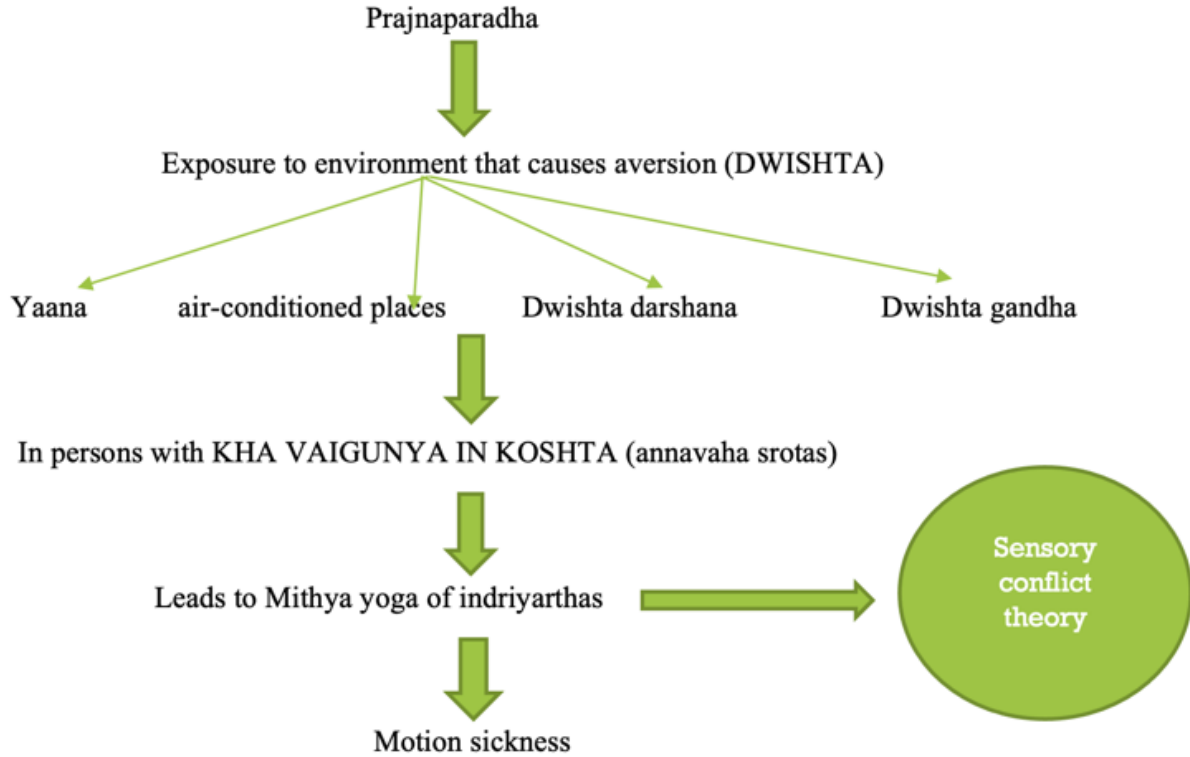 Prajnaparadha
Exposure to environment that causes aversion (DWISHTA)
Yaana
air-conditioned places
Dwishta darshana
Dwishta gandha
In persons with KHA VAIGUNYA IN KOSHTA (annavaha srotas)
Leads to Mithya yoga of indriyarthas
Sensory
conflict
theory
Motion sickness